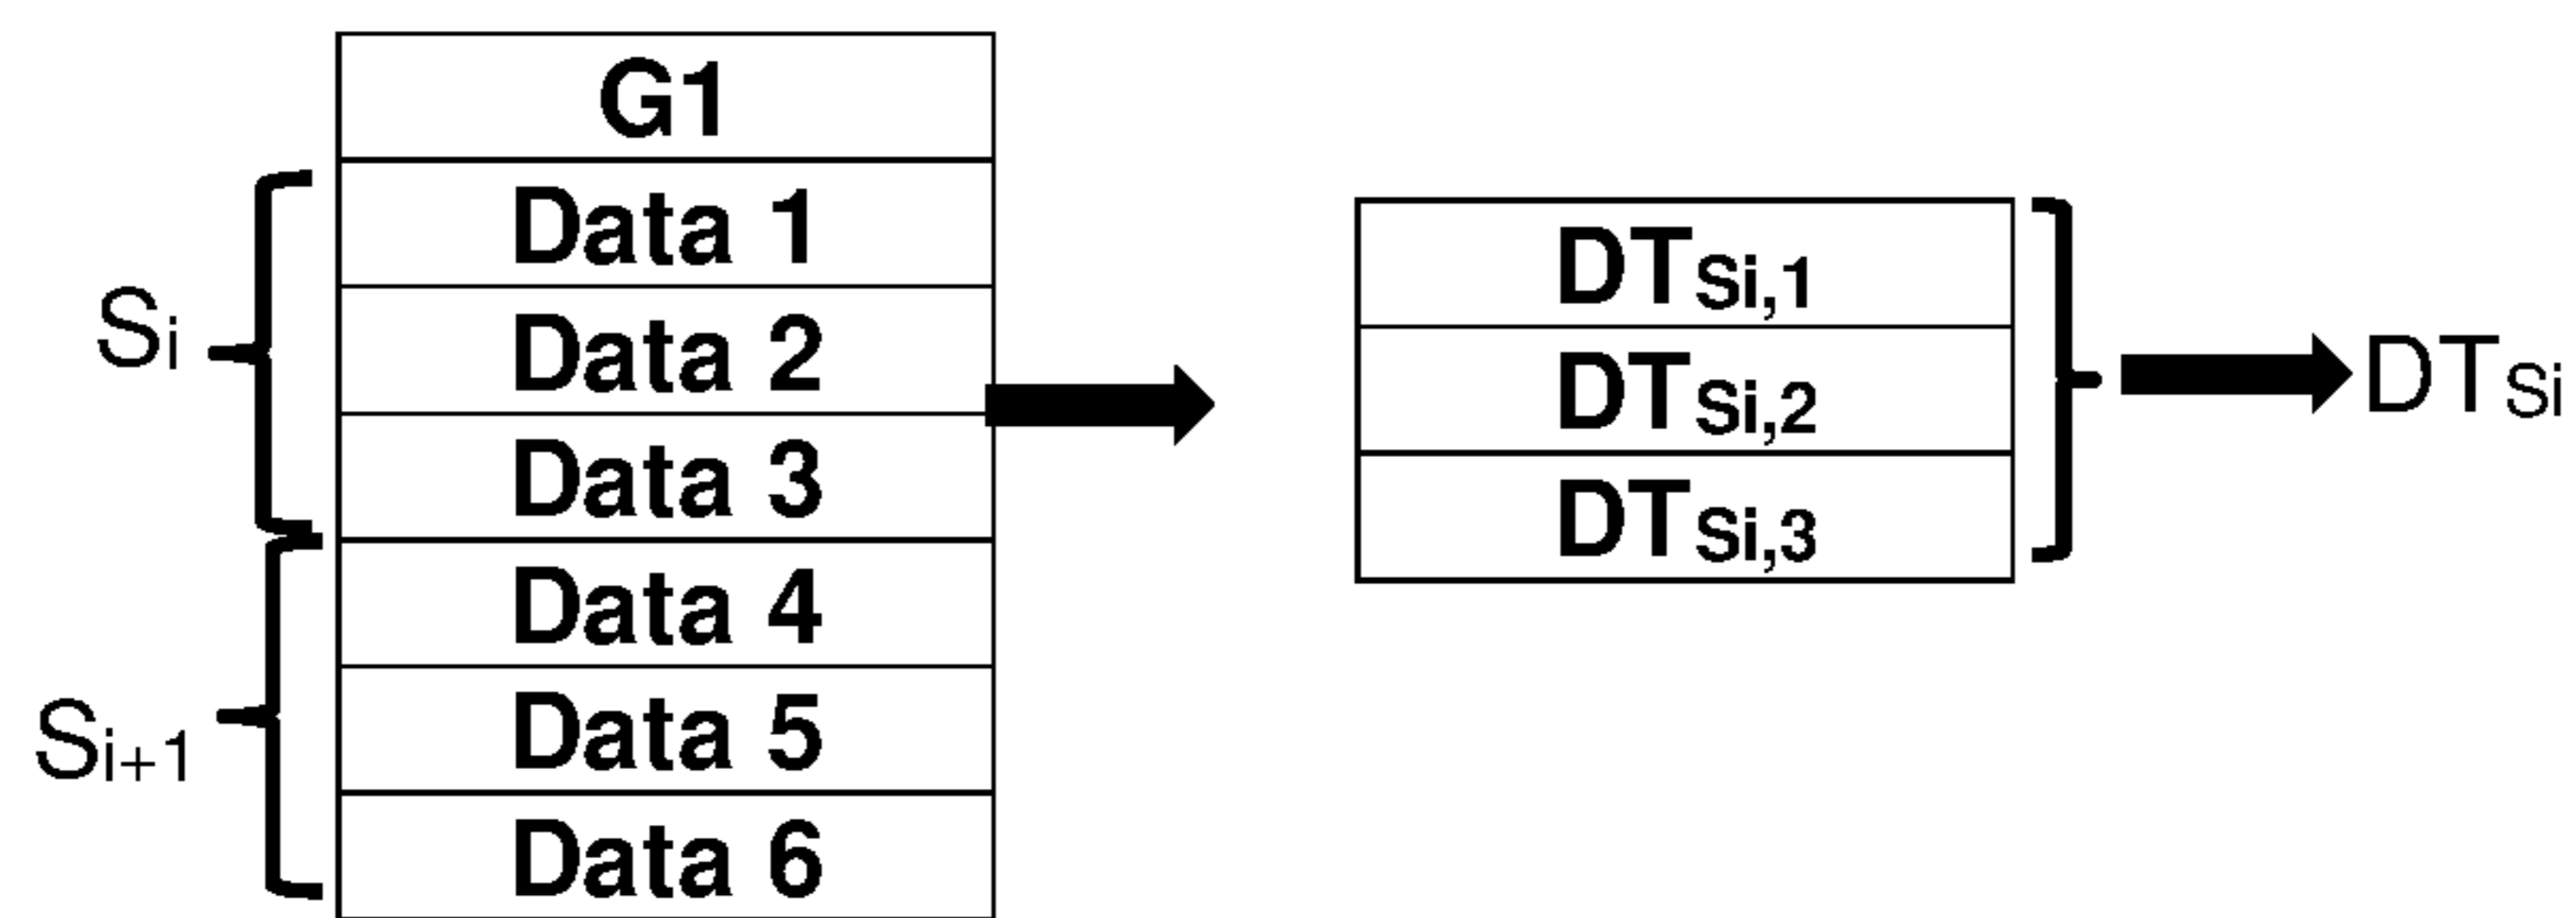 G1
Data 1
Data 2
Data 3
Data 4
Data 5
Data 6
Si
Si+1
DTSi,1
DTSi,2
DTSi,3
DTSi